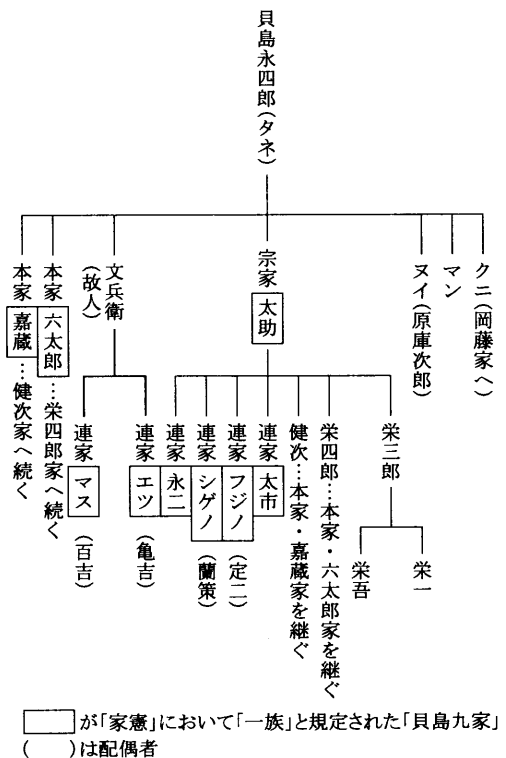 貝島永四郎(タネ)
クニ(岡藤家へ)
マン
ヌイ(原庫次郎)
宗家 太助
文兵衛
(故人)
本家 六太郎…栄四郎家へ続く
本家 嘉蔵…健次家へ続く
栄三郎
栄一
栄吾
栄四郎…本家・六太郎家を継ぐ
健次…本家・嘉蔵家を継ぐ
連家 太市
連家 フジノ(定二)
連家 シゲノ(蘭策)
連家 永二
連家 エツ(亀吉)
連家 マス(百吉)
が「家憲」において「一族」と規定された「貝島九家」
( )は配偶者